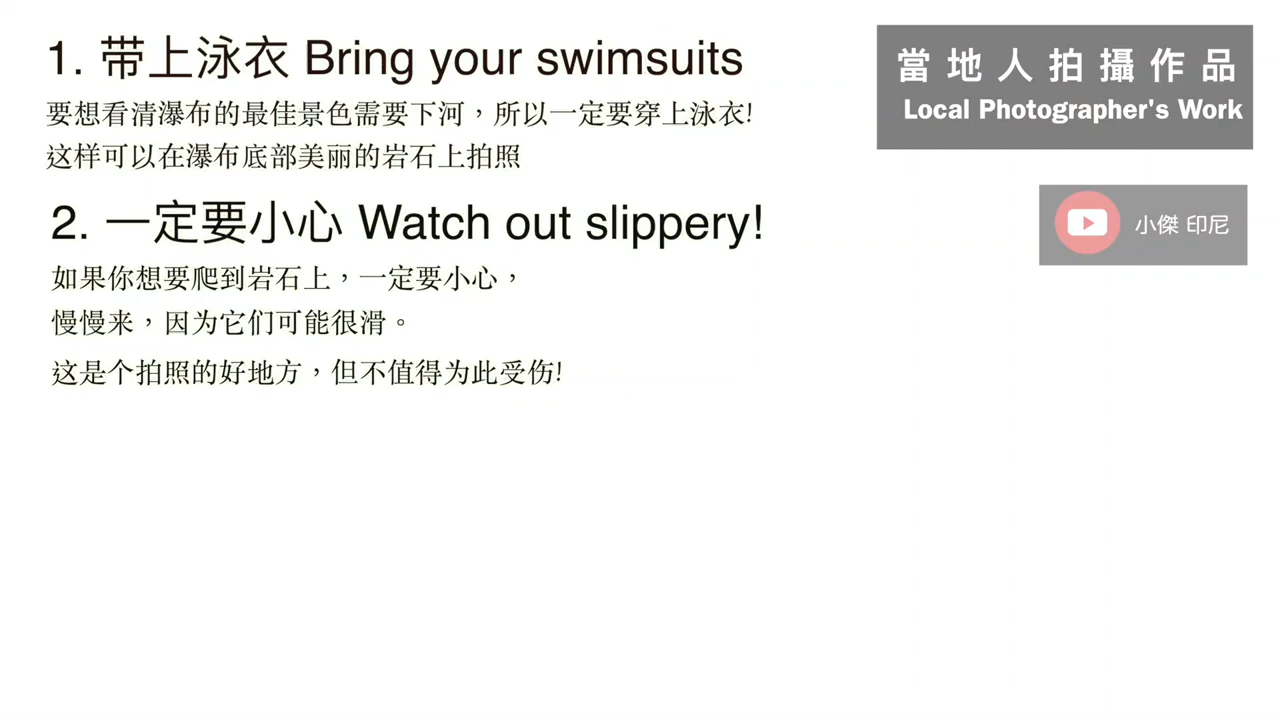 1. 带上泳衣 Bring your swimsuits
要想看清瀑布的最佳景色需要下河，所以一定要穿上泳衣!
这样可以在瀑布底部美丽的岩石上拍照
2. 一定要小心 Watch out slippery!
如果你想要爬到岩石上，一定要小心，
慢慢来，因为它们可能很滑。
这是个拍照的好地方，但不值得为此受伤!
當地人拍攝作品
Local Photographer's Work
小傑 印尼